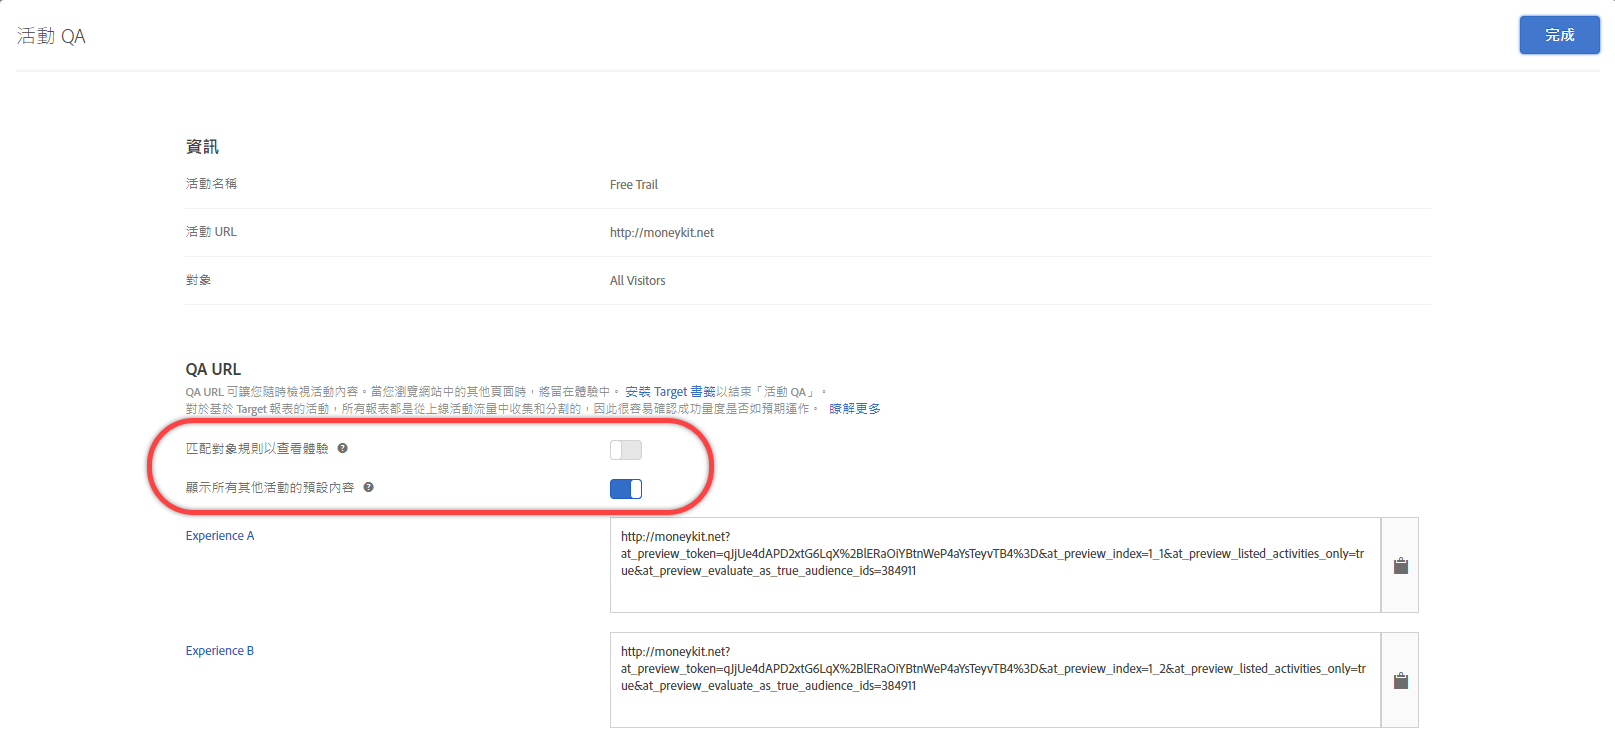 活動 QA
完成
資訊
活動名稱 Free Trail
活動 URL http://moneykit.net
對象 All Visitors
QA URL
QA URL 可讓您隨時檢視活動內容。當您瀏覽網站中的其他頁面時，將留在體驗中。 安裝 Target 書籤以結束「活動 QA」。
對於基於 Target 報表的活動，所有報表都是從上線活動流量中收集和分割的，因此很容易確認成功量度是否如預期運作。 瞭解更多
匹配對象規則以查看體驗
顯示所有其他活動的預設內容
Experience A
http://moneykit.net?
at_preview_token=qJjUe4dAPD2xtG6LqX%2BlERaOiYBtnWeP4aYsTeyvTB4%3D&at_preview_index=1_1&at_preview_listed_activities_only=tr
ue&at_preview_evaluate_as_true_audience_ids=384911
Experience B
http://moneykit.net?
at_preview_token=qJjUe4dAPD2xtG6LqX%2BlERaOiYBtnWeP4aYsTeyvTB4%3D&at_preview_index=1_2&at_preview_listed_activities_only=tr
ue&at_preview_evaluate_as_true_audience_ids=384911